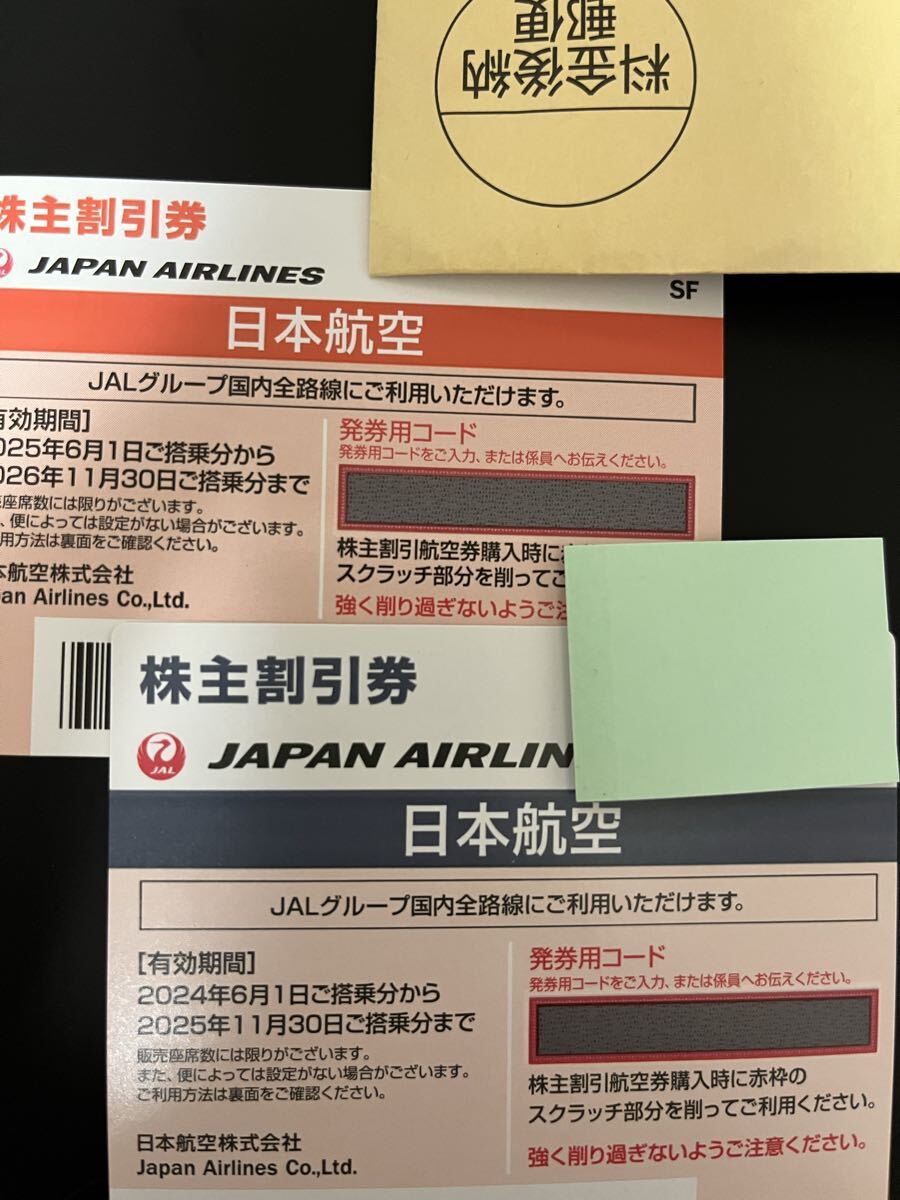 料金後納
郵便
株主割引券
JAL
JAPAN AIRLINES
SF
日本航空
JALグループ国内全路線にご利用いただけます。
有効期間]
025年6月1日ご搭乗分から
026年11月30日ご搭乗分まで
座席数には限りがございます。
、便によっては設定がない場合がございます。
用方法は裏面をご確認ください。
航空株式会社
an Airlines Co.,Ltd.
発券用コード
発券用コードをご入力、または係員へお伝えください。
株主割引航空券購入時に
スクラッチ部分を削ってご
強く削り過ぎないようご注
株主割引券
JAL
JAPAN AIRLIN
日本航空
JALグループ国内全路線にご利用いただけます。
[有効期間]
2024年6月1日ご搭乗分から
2025年11月30日ご搭乗分まで
販売座席数には限りがございます。
また、便によっては設定がない場合がございます。
ご利用方法は裏面をご確認ください。
日本航空株式会社
Japan Airlines Co.,Ltd.
発券用コード
発券用コードをご入力、または係員へお伝えください。
株主割引航空券購入時に赤枠の
スクラッチ部分を削ってご利用ください。
強く削り過ぎないようご注意ください。